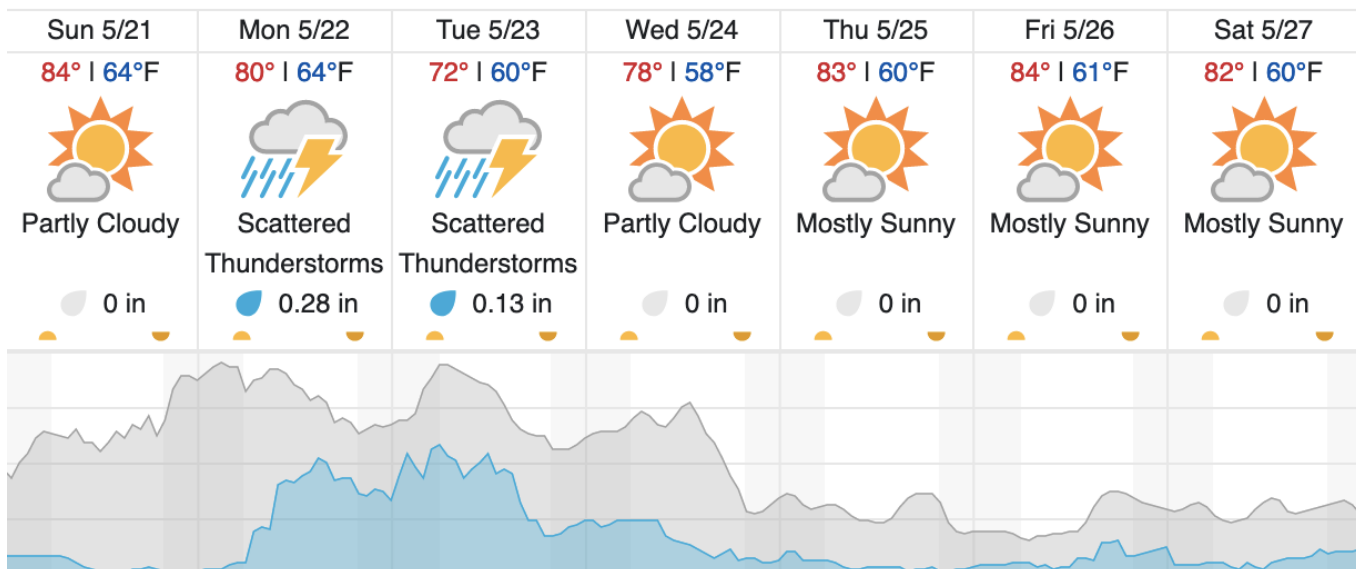 Sun 5/21 Mon 5/22 Tue 5/23 Wed 5/24 Thu 5/25 Fri 5/26 Sat 5/27
84° | 64°F 80° | 64°F 72° | 60°F 78° | 58°F 83° | 60°F 84° | 61°F 82° | 60°F
Partly Cloudy Scattered Scattered Partly Cloudy Mostly Sunny Mostly Sunny Mostly Sunny
Thunderstorms Thunderstorms
0 in 0.28 in 0.13 in 0 in 0 in 0 in 0 in